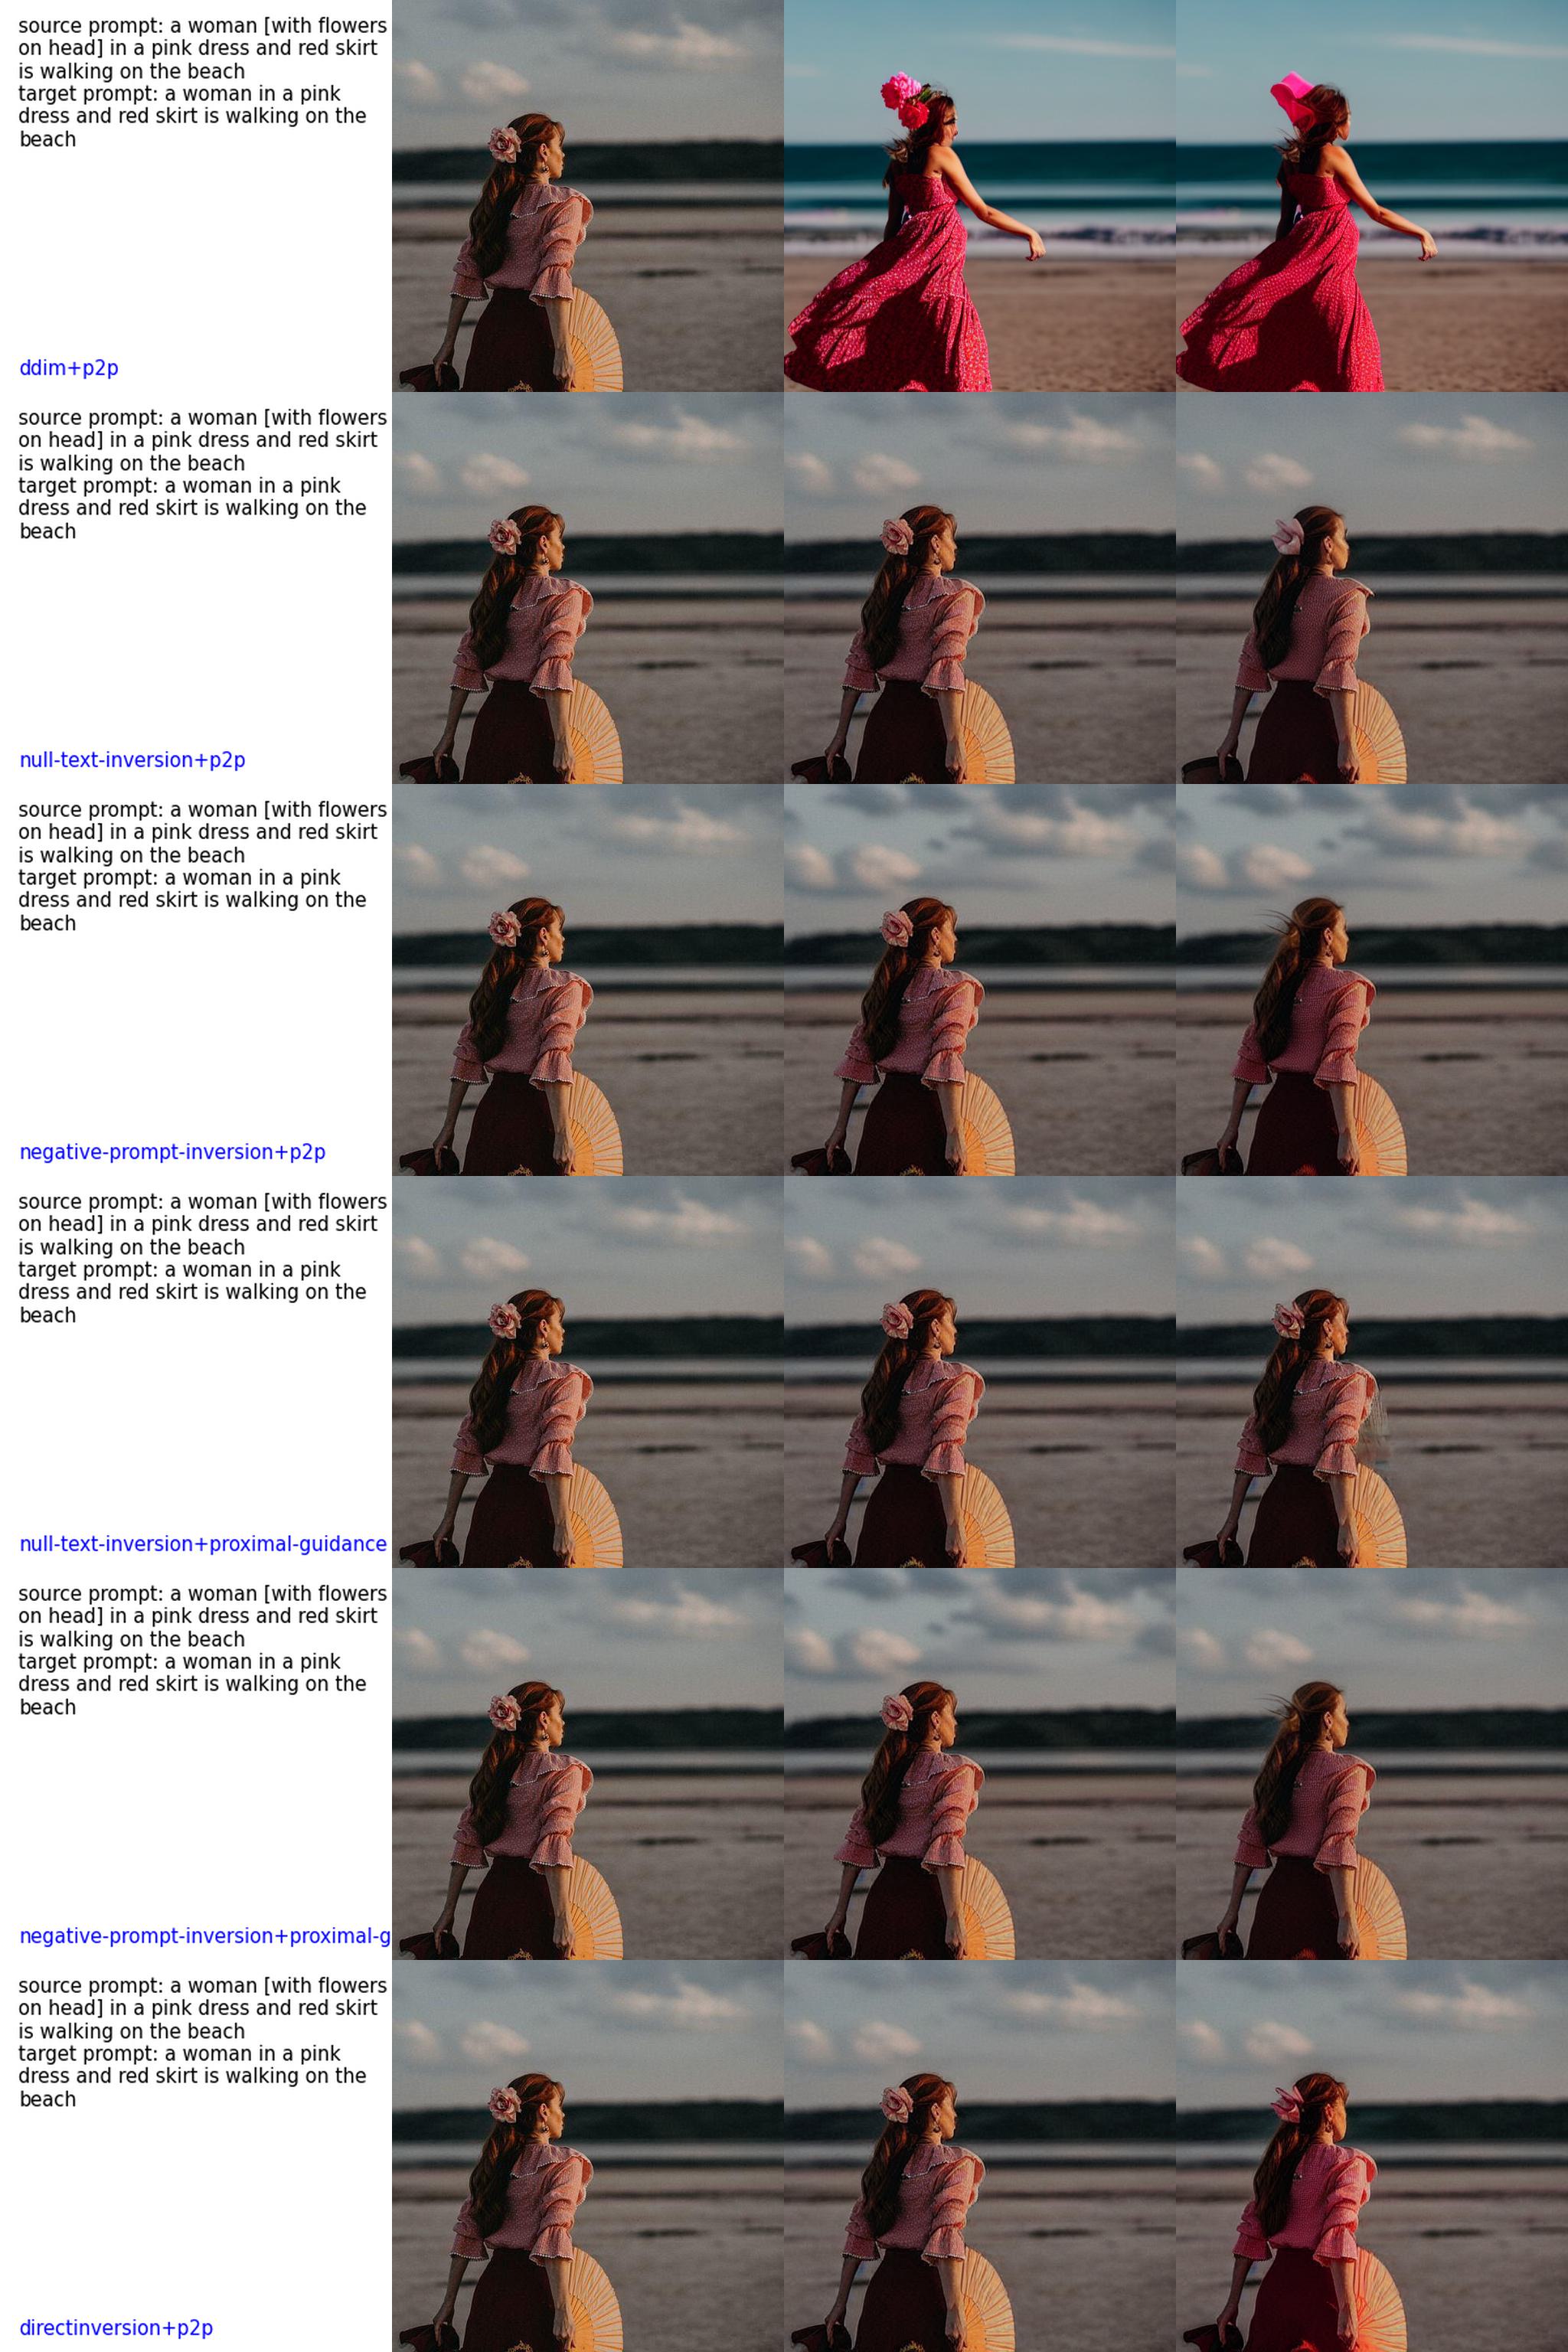 source prompt: a woman [with flowers
on head] in a pink dress and red skirt
is walking on the beach
target prompt: a woman in a pink
dress and red skirt is walking on the
beach
ddim+p2p
source prompt: a woman [with flowers
on head] in a pink dress and red skirt
is walking on the beach
target prompt: a woman in a pink
dress and red skirt is walking on the
beach
null-text-inversion+p2p
source prompt: a woman [with flowers
on head] in a pink dress and red skirt
is walking on the beach
target prompt: a woman in a pink
dress and red skirt is walking on the
beach
negative-prompt-inversion+p2p
source prompt: a woman [with flowers
on head] in a pink dress and red skirt
is walking on the beach
target prompt: a woman in a pink
dress and red skirt is walking on the
beach
null-text-inversion+proximal-guidance
source prompt: a woman [with flowers
on head] in a pink dress and red skirt
is walking on the beach
target prompt: a woman in a pink
dress and red skirt is walking on the
beach
negative-prompt-inversion+proximal-g
source prompt: a woman [with flowers
on head] in a pink dress and red skirt
is walking on the beach
target prompt: a woman in a pink
dress and red skirt is walking on the
beach
directinversion+p2p